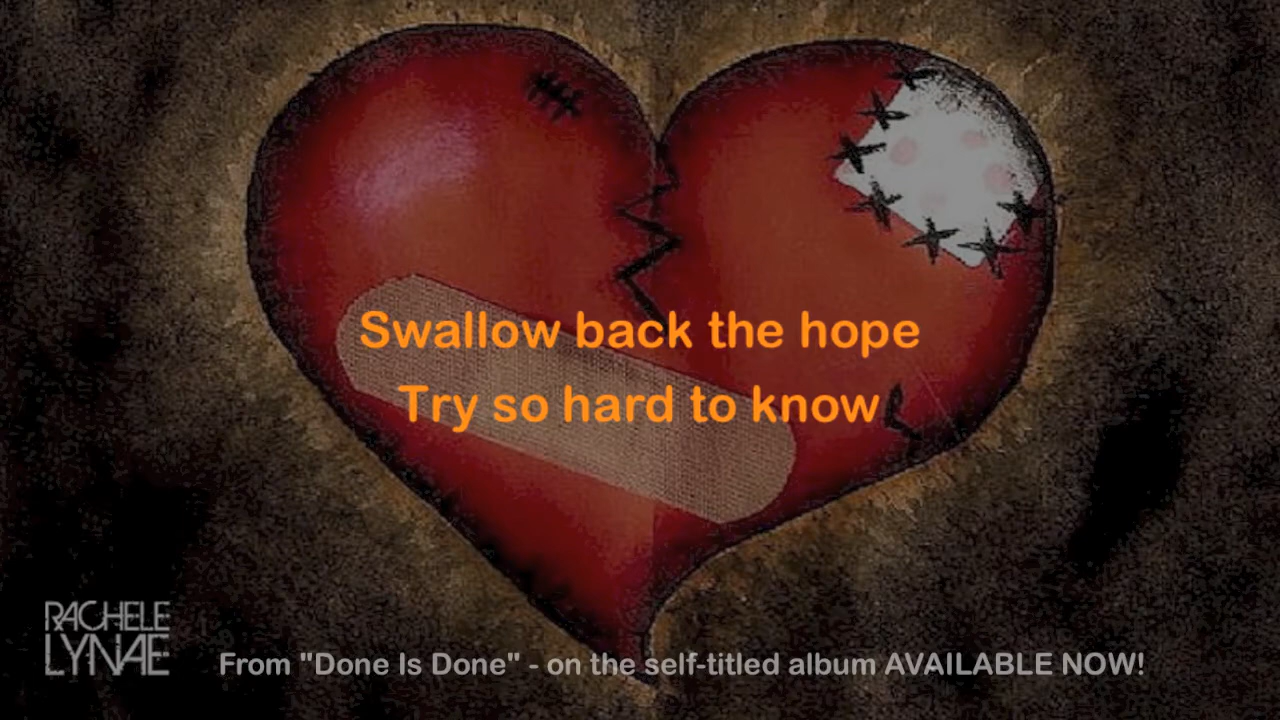 Swallow back the hope
Try so hard to know
RACHELE
LYNAE
From "Done Is Done" - on the self-titled album AVAILABLE NOW!